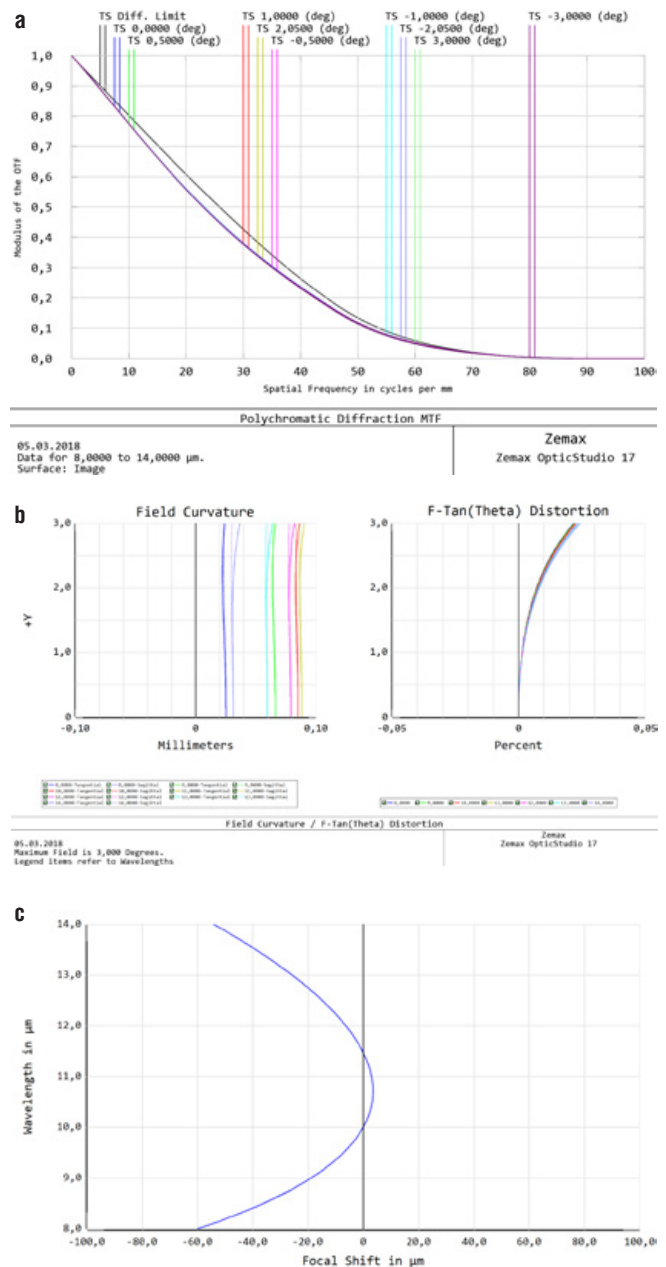 a
TS Diff. Limit TS 1,0000 (deg) TS -1,0000 (deg) TS -3,0000 (deg)
TS 0,0000 (deg) TS 2,0500 (deg) TS -2,0500 (deg)
TS 0,5000 (deg) TS -0,5000 (deg) TS 3,0000 (deg)
1,0
0,9
0,8
0,7
0,6
0,5
0,4
0,3
0,2
0,1
0,0
Modulus of the OTF
0 10 20 30 40 50 60 70 80 90 100
Spatial Frequency in cycles per mm
Polychromatic Diffraction MTF
05.03.2018
Data for 8,0000 to 14,0000 µm.
Surface: Image
Zemax
Zemax OpticStudio 17
b
Field Curvature
3,0
2,0
1,0
0
+Y
-0,10 0 0,10
Millimeters
F-Tan(Theta) Distortion
3,0
2,0
1,0
0
-0,05 0 0,05
Percent
Field Curvature / F-Tan(Theta) Distortion
05.03.2018
Maximum Field is 3,000 Degrees.
Legend items refer to Wavelengths
Zemax
Zemax OpticStudio 17
c
14,0
13,0
12,0
11,0
10,0
9,0
8,0
Wavelength in µm
-100,0 -80,0 -60,0 -40,0 -20,0 0 20,0 40,0 60,0 80,0 100,0
Focal Shift in µm